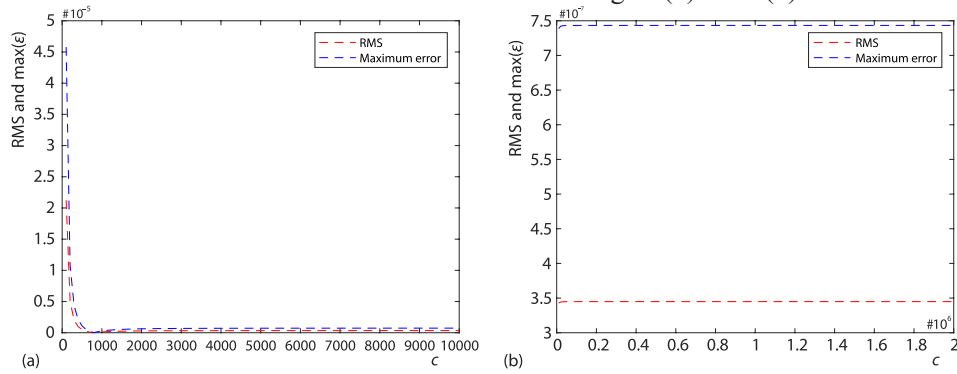 #10⁻⁵
5
4.5
4
3.5
3
2.5
2
1.5
1
0.5
0
RMS and max(ε)
RMS
Maximum error
0 1000 2000 3000 4000 5000 6000 7000 8000 9000 10000
(a)
c
#10⁻⁷
7.5
7
6.5
6
5.5
5
4.5
4
3.5
3
RMS and max(ε)
RMS
Maximum error
#10⁶
0 0.2 0.4 0.6 0.8 1 1.2 1.4 1.6 1.8 2
(b)
c